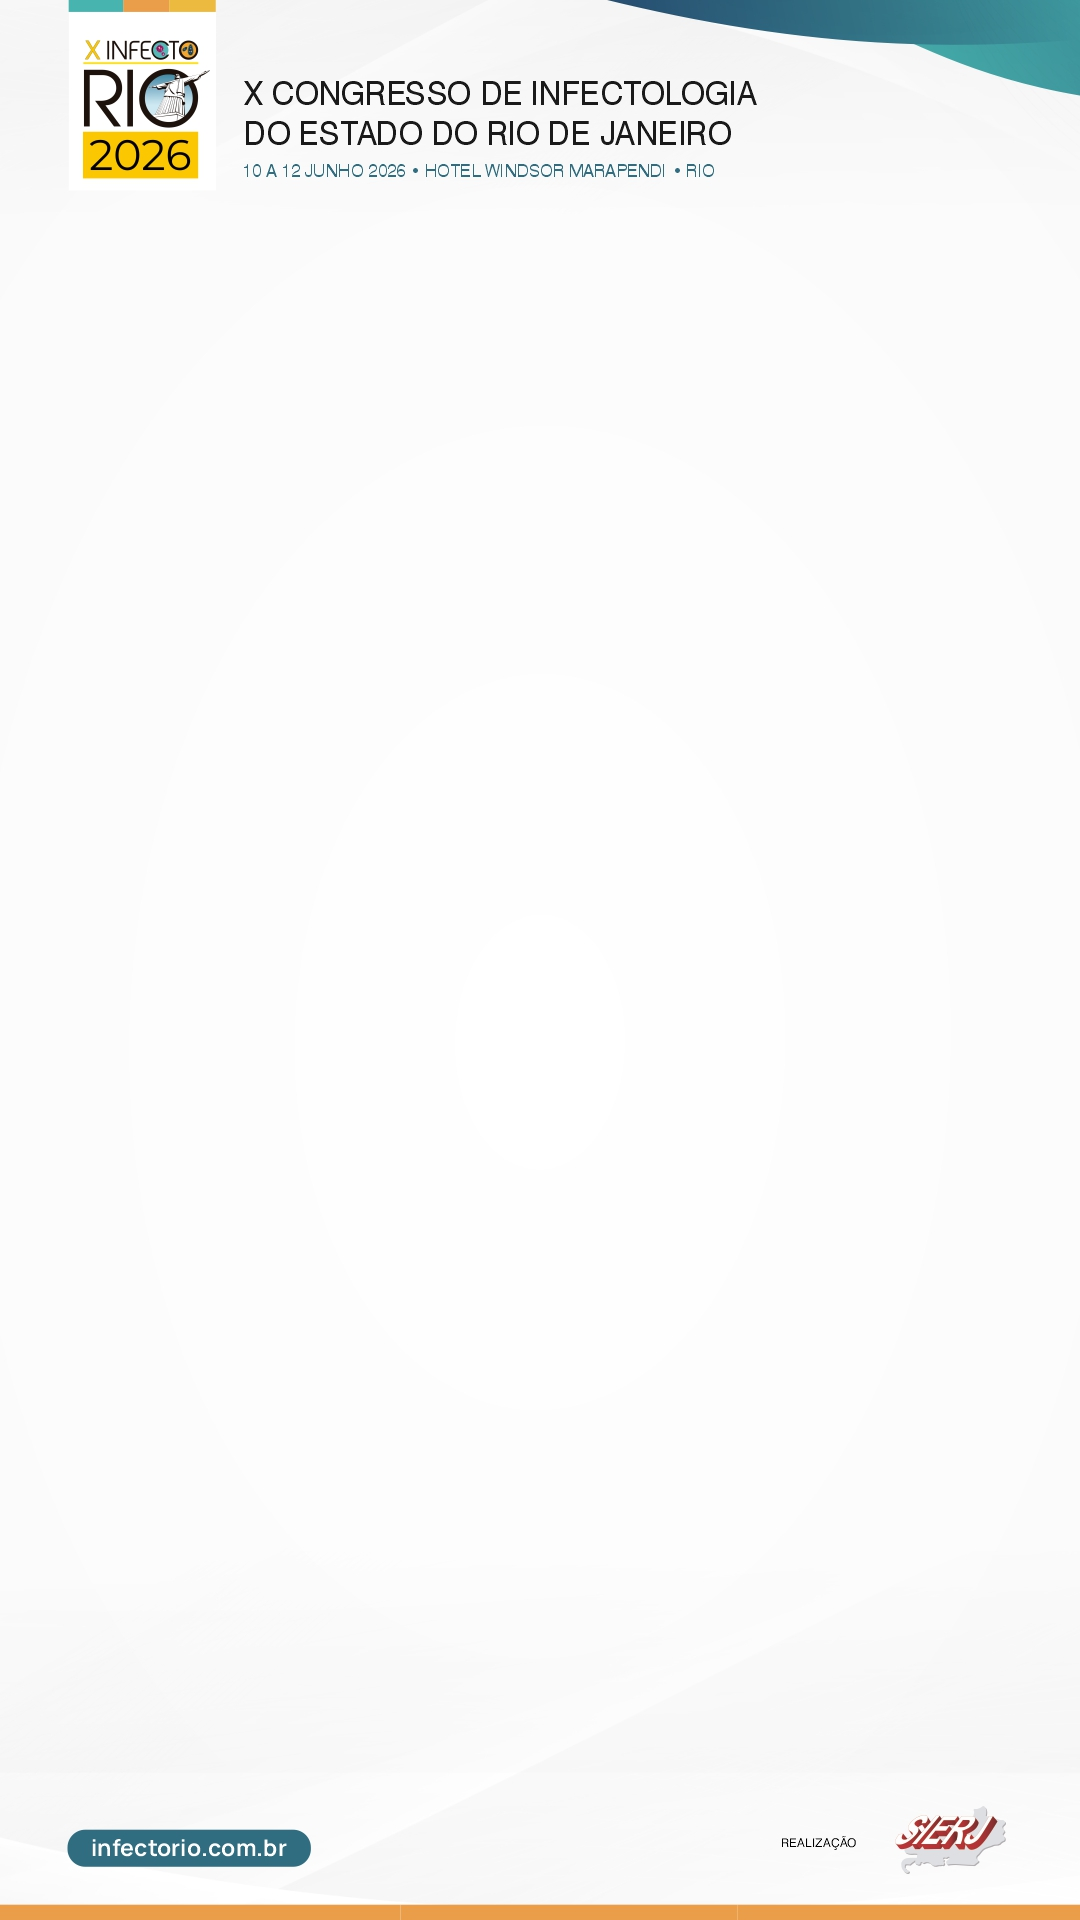 X INFECTO
RIO
2026
X CONGRESSO DE INFECTOLOGIA
DO ESTADO DO RIO DE JANEIRO
10 A 12 JUNHO 2026 • HOTEL WINDSOR MARAPENDI • RIO
infectorio.com.br
REALIZAÇÃO
SIERJ